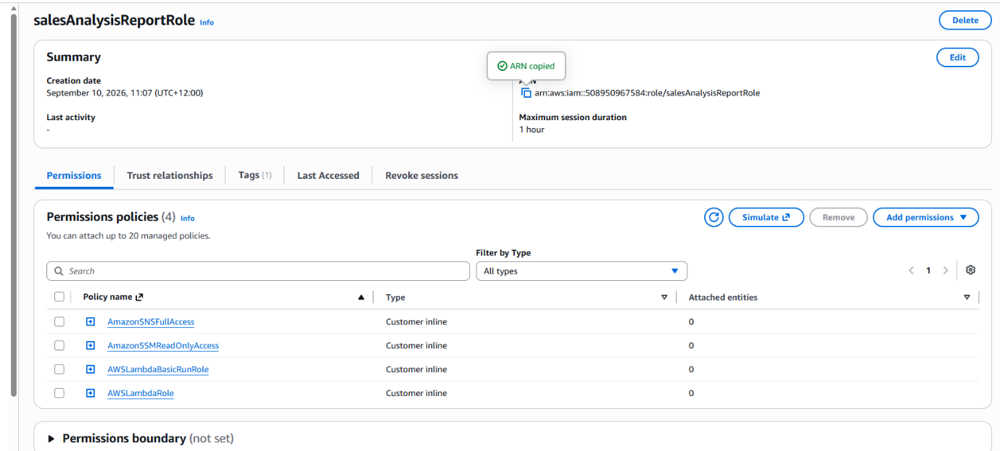 salesAnalysisReportRole Info
Delete
Summary
Edit
Creation date
September 10, 2026, 11:07 (UTC+12:00)
ARN copied
arn:aws:iam::508950967584:role/salesAnalysisReportRole
Last activity
-
Maximum session duration
1 hour
Permissions
Trust relationships
Tags (1)
Last Accessed
Revoke sessions
Permissions policies (4) Info
Simulate
Remove
Add permissions
You can attach up to 20 managed policies.
Filter by Type
Search
All types
1
Policy name
Type
Attached entities
AmazonSNSFullAccess
Customer inline
0
AmazonSSMReadOnlyAccess
Customer inline
0
AWSLambdaBasicRunRole
Customer inline
0
AWSLambdaRole
Customer inline
0
Permissions boundary (not set)